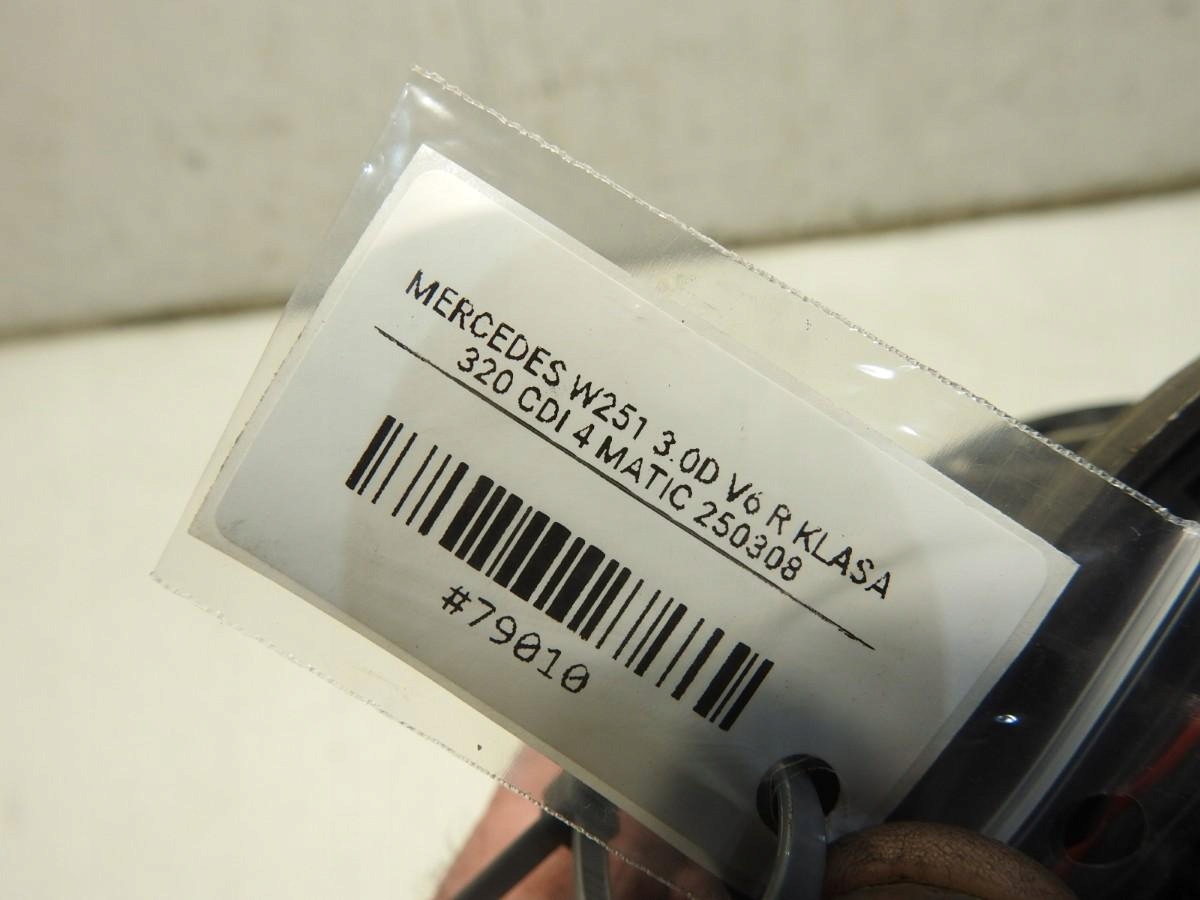 MERCEDES W251 3.0D V6 R KLASA
320 CDI 4 MATIC 250308
#79010